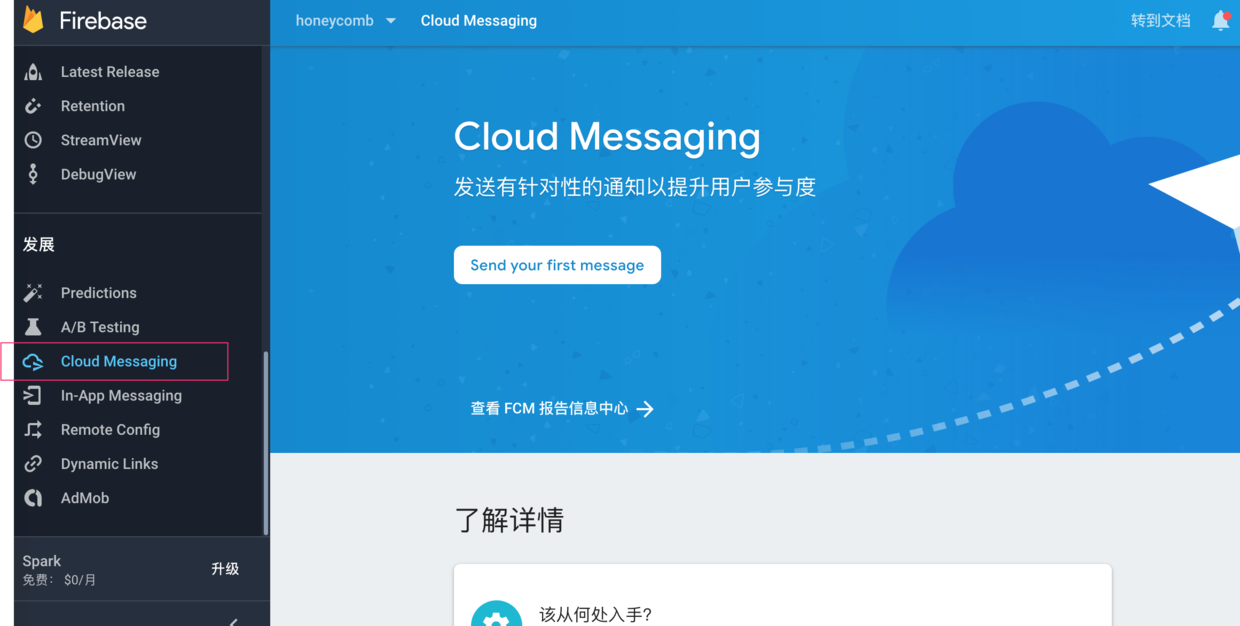 Firebase
honeycomb
Cloud Messaging
转到文档
Latest Release
Retention
StreamView
DebugView
发展
Predictions
A/B Testing
Cloud Messaging
In-App Messaging
Remote Config
Dynamic Links
AdMob
Spark
免费： $0/月
升级
Cloud Messaging
发送有针对性的通知以提升用户参与度
Send your first message
查看 FCM 报告信息中心
了解详情
该从何处入手?